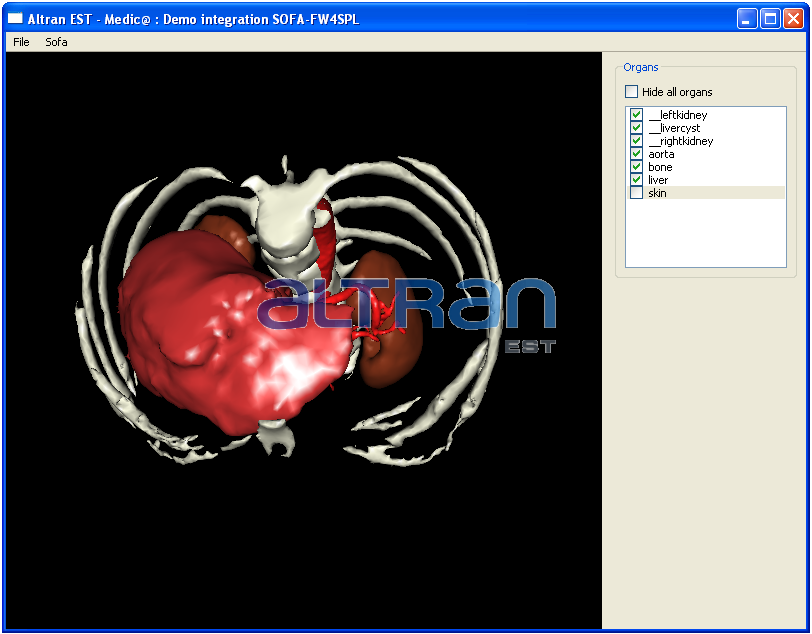 Altran EST - Medic@ : Demo integration SOFA-FW4SPL
File Sofa
Organs
Hide all organs
__leftkidney
__livercyst
__rightkidney
aorta
bone
liver
skin
aLTRan
EST